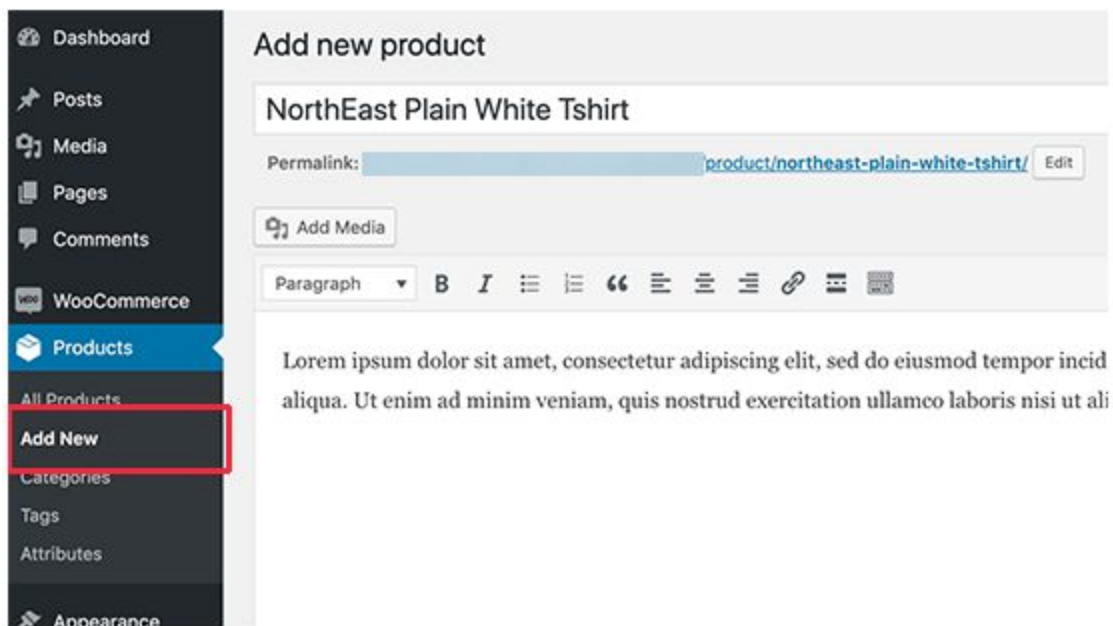 Dashboard
Posts
Media
Pages
Comments
WooCommerce
Products
All Products
Add New
Categories
Tags
Attributes
Appearance
Add new product
NorthEast Plain White Tshirt
Permalink: /product/northeast-plain-white-tshirt/ Edit
Add Media
Paragraph B I
Lorem ipsum dolor sit amet, consectetur adipiscing elit, sed do eiusmod tempor incid
aliqua. Ut enim ad minim veniam, quis nostrud exercitation ullamco laboris nisi ut ali